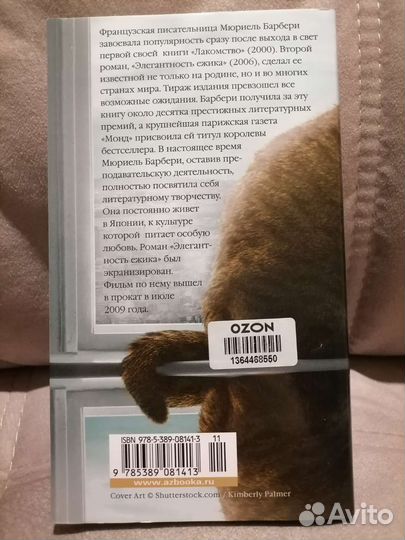 Французская писательница Мюриель Барбери
завоевала популярность сразу после выхода в свет
первой своей книги «Лакомство» (2000). Второй
роман, «Элегантность ежика» (2006), сделал ее
известной не только на родине, но и во многих
странах мира. Тираж издания превзошел все
возможные ожидания. Барбери получила за эту
книгу около десятка престижных литературных
премий, а крупнейшая парижская газета
«Монд» присвоила ей титул королевы
бестселлера. В настоящее время
Мюриель Барбери, оставив пре-
подавательскую деятельность,
полностью посвятила себя
литературному творчеству.
Она постоянно живет
в Японии, к культуре
которой питает особую
любовь. Роман «Элегант-
ность ежика» был
экранизирован.
Фильм по нему вышел
в прокат в июле
2009 года.
OZON
1364468550
ISBN 978-5-389-08141-3 11
9 785389 081413
www.azbooka.ru
Cover Art © Shutterstock.com / Kimberly Palmer
Avito